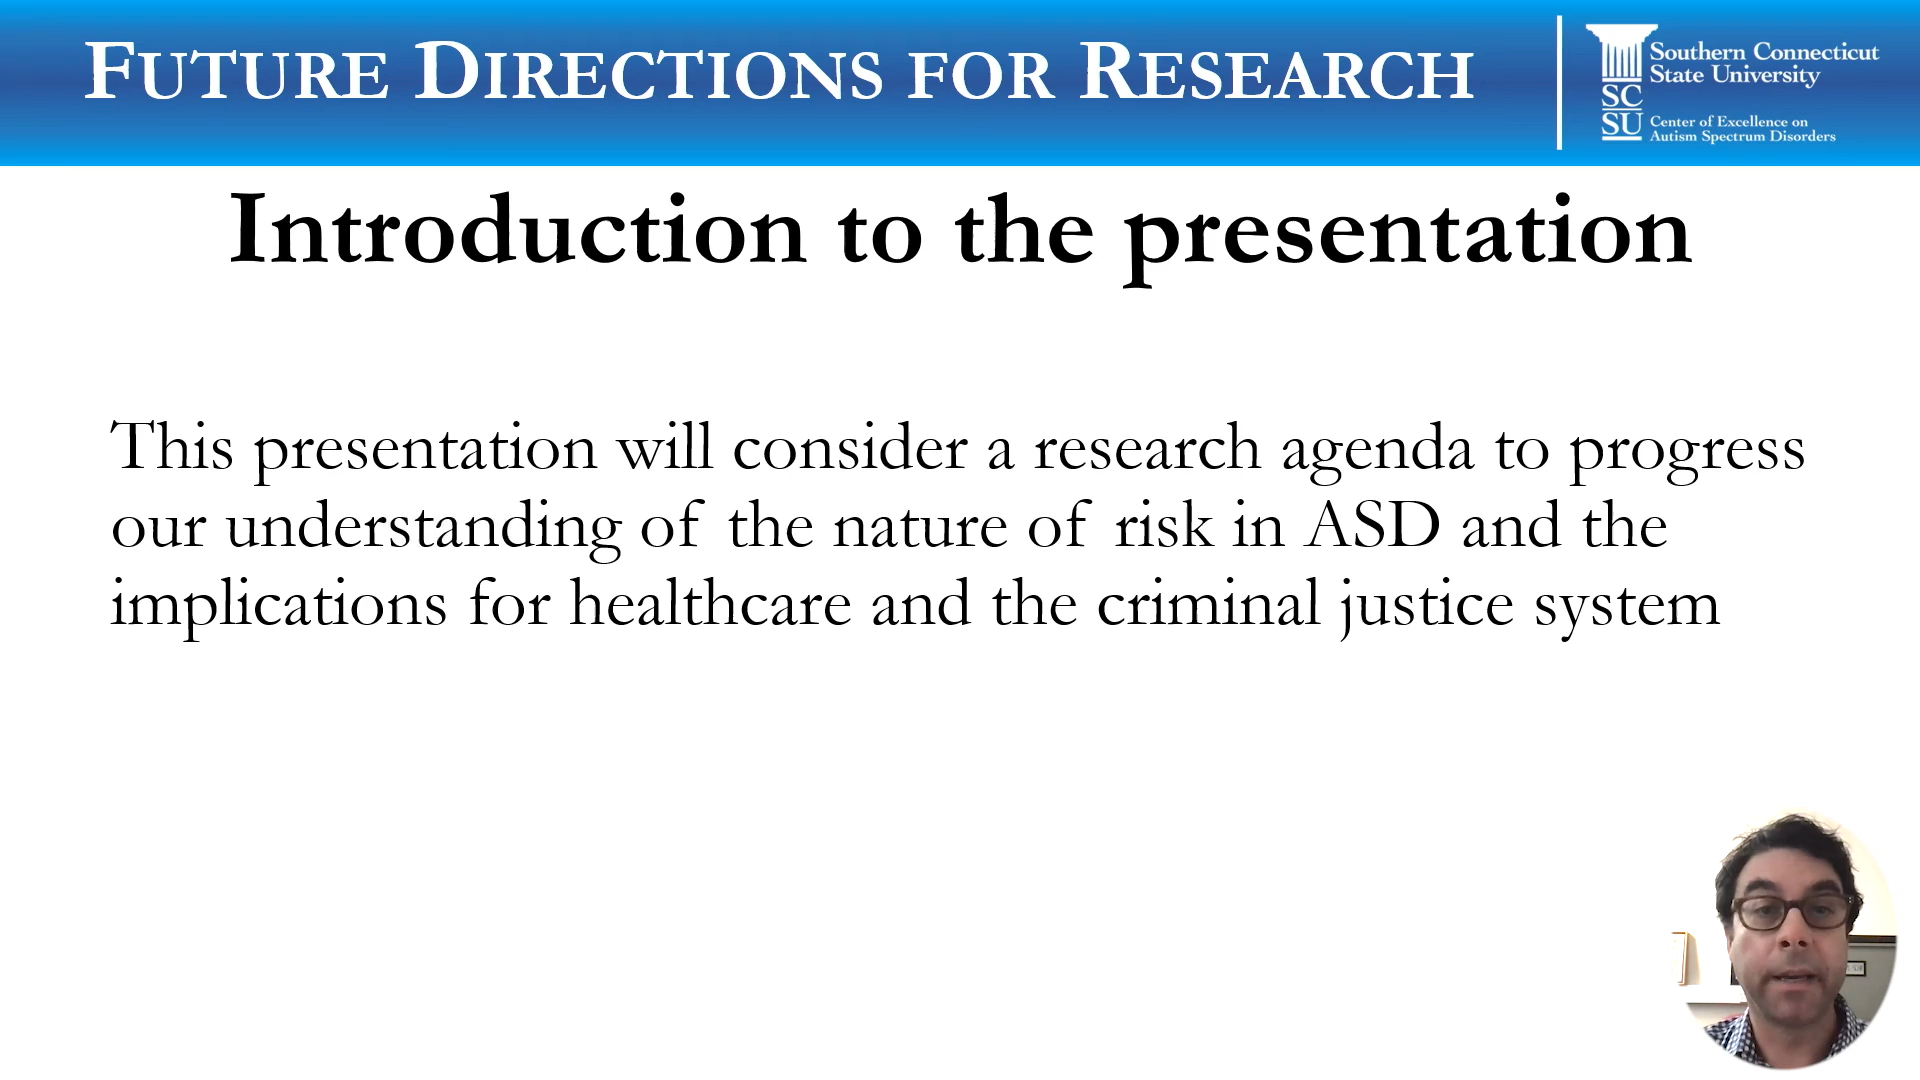 FUTURE DIRECTIONS FOR RESEARCH
Southern Connecticut
State University
SC
SU
Center of Excellence on
Autism Spectrum Disorders
Introduction to the presentation
This presentation will consider a research agenda to progress
our understanding of the nature of risk in ASD and the
implications for healthcare and the criminal justice system